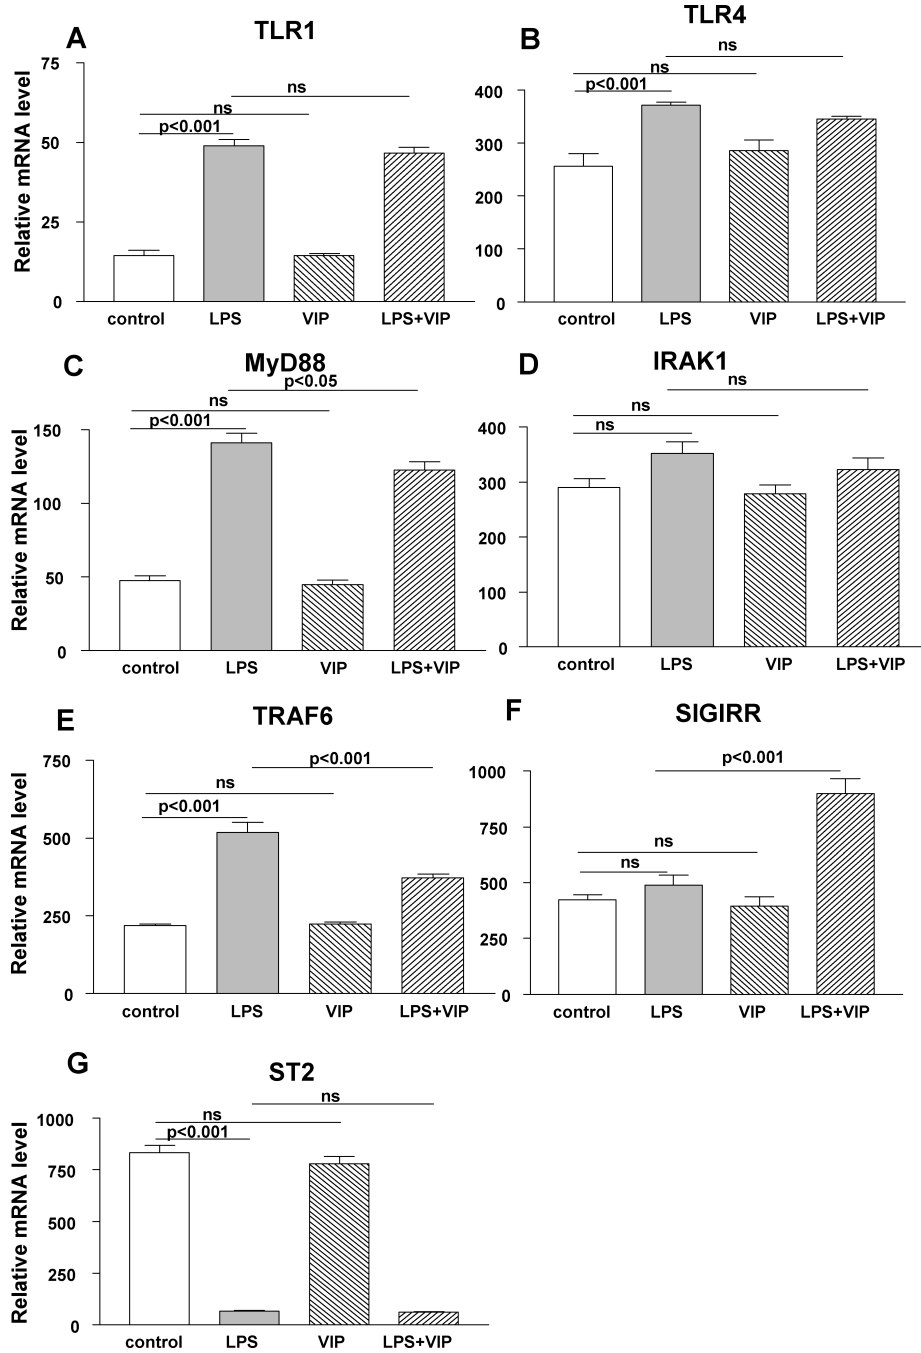 A
TLR1
Relative mRNA level
75
50
25
0
ns
ns
p<0.001
control
LPS
VIP
LPS+VIP
B
TLR4
400
300
200
100
0
ns
ns
p<0.001
control
LPS
VIP
LPS+VIP
C
MyD88
Relative mRNA level
150
100
50
0
p<0.05
ns
p<0.001
control
LPS
VIP
LPS+VIP
D
IRAK1
400
300
200
100
0
ns
ns
ns
control
LPS
VIP
LPS+VIP
E
TRAF6
Relative mRNA level
750
500
250
0
p<0.001
ns
p<0.001
control
LPS
VIP
LPS+VIP
F
SIGIRR
1000
750
500
250
0
p<0.001
ns
ns
control
LPS
VIP
LPS+VIP
G
ST2
Relative mRNA level
1000
750
500
250
0
ns
ns
p<0.001
control
LPS
VIP
LPS+VIP